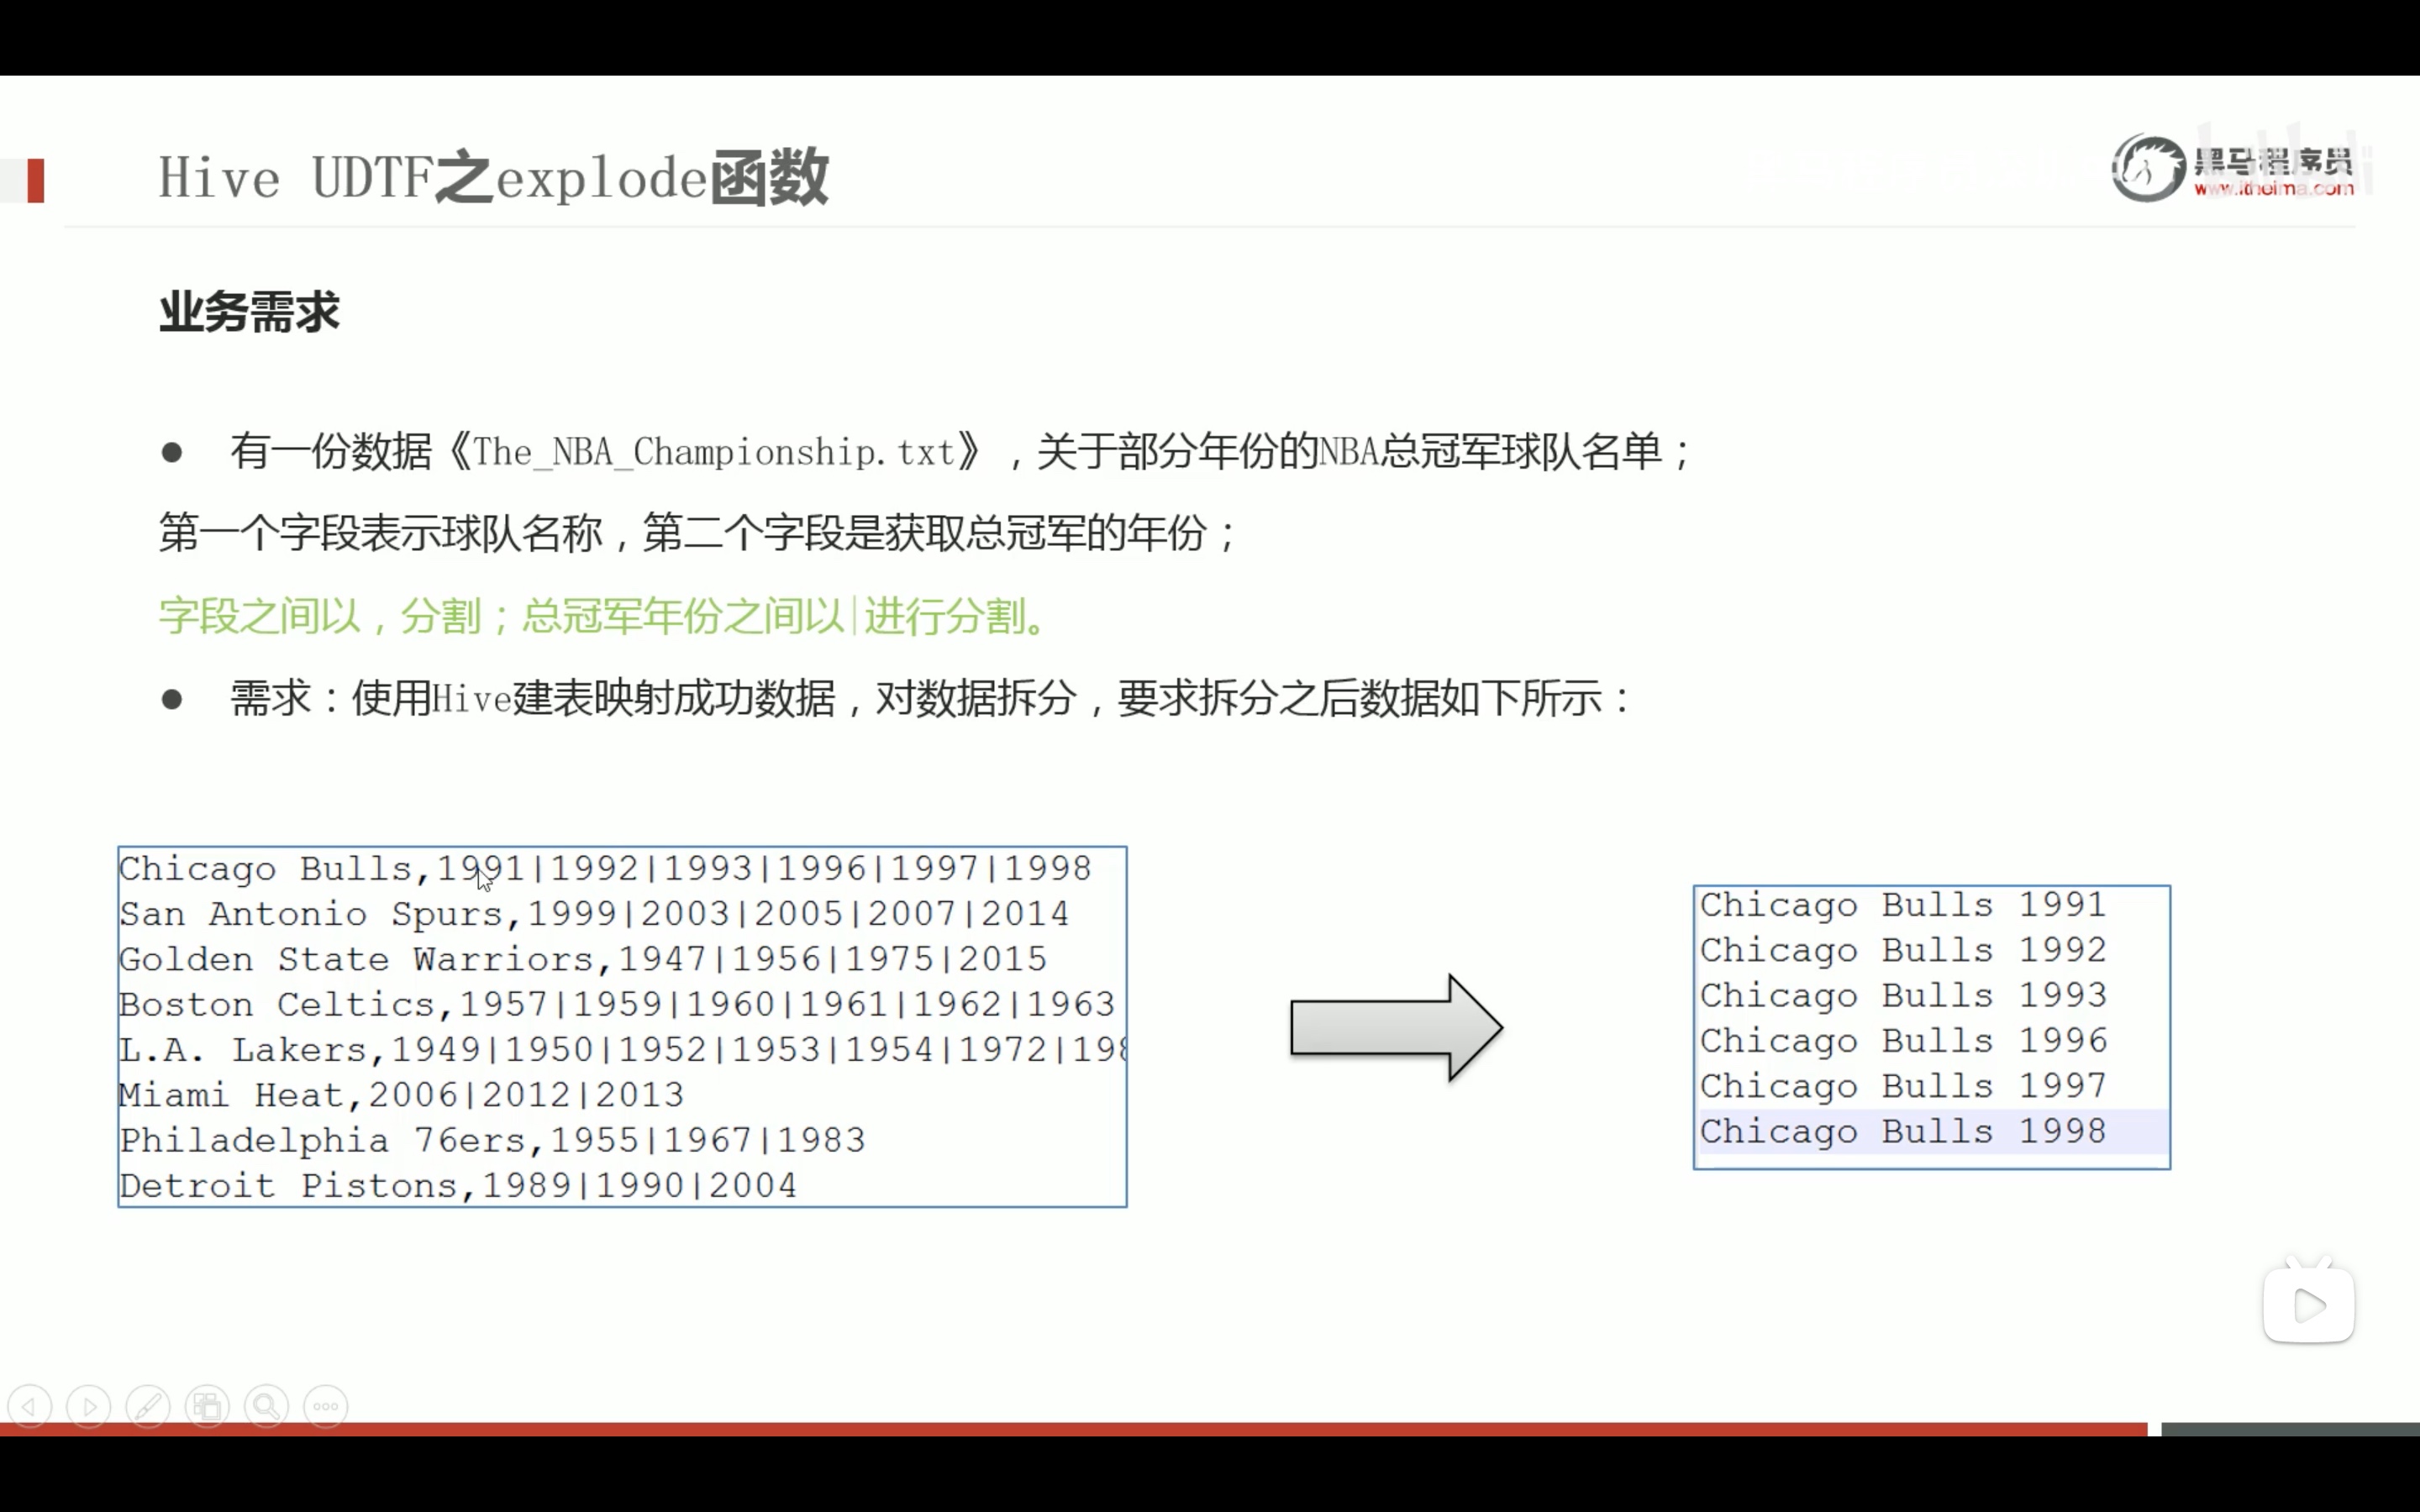 Hive UDTF之explode函数
黑马程序员
www.itheima.com
业务需求
● 有一份数据《The_NBA_Championship.txt》，关于部分年份的NBA总冠军球队名单；
第一个字段表示球队名称，第二个字段是获取总冠军的年份；
字段之间以，分割；总冠军年份之间以|进行分割。
● 需求：使用Hive建表映射成功数据，对数据拆分，要求拆分之后数据如下所示：
Chicago Bulls,1991|1992|1993|1996|1997|1998
San Antonio Spurs,1999|2003|2005|2007|2014
Golden State Warriors,1947|1956|1975|2015
Boston Celtics,1957|1959|1960|1961|1962|1963
L.A. Lakers,1949|1950|1952|1953|1954|1972|198
Miami Heat,2006|2012|2013
Philadelphia 76ers,1955|1967|1983
Detroit Pistons,1989|1990|2004
Chicago Bulls 1991
Chicago Bulls 1992
Chicago Bulls 1993
Chicago Bulls 1996
Chicago Bulls 1997
Chicago Bulls 1998